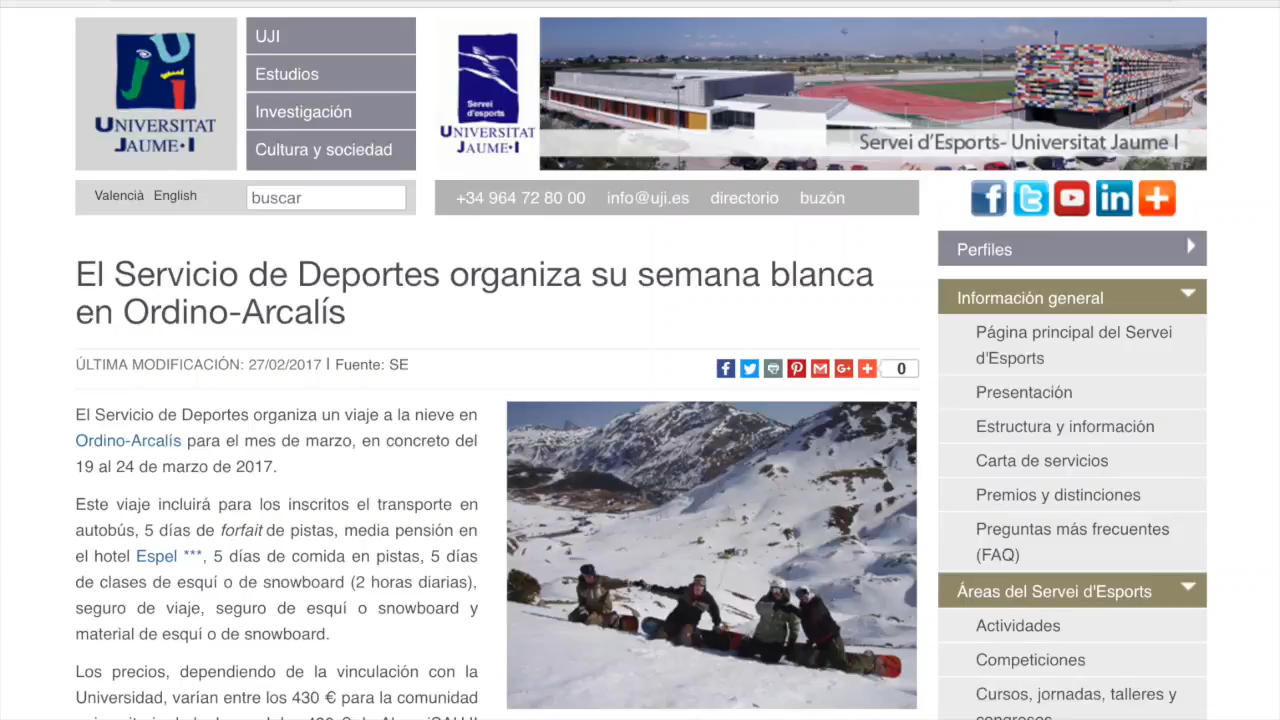 UNIVERSITAT
JAUME·I
UJI
Estudios
Investigación
Cultura y sociedad
Servei
d'esports
UNIVERSITAT
JAUME·I
Servei d'Esports- Universitat Jaume I
Valencià English
buscar
+34 964 72 80 00 info@uji.es directorio buzón
El Servicio de Deportes organiza su semana blanca
en Ordino-Arcalís
ÚLTIMA MODIFICACIÓN: 27/02/2017 | Fuente: SE
0
El Servicio de Deportes organiza un viaje a la nieve en
Ordino-Arcalís para el mes de marzo, en concreto del
19 al 24 de marzo de 2017.
Este viaje incluirá para los inscritos el transporte en
autobús, 5 días de forfait de pistas, media pensión en
el hotel Espel ***, 5 días de comida en pistas, 5 días
de clases de esquí o de snowboard (2 horas diarias),
seguro de viaje, seguro de esquí o snowboard y
material de esquí o de snowboard.
Los precios, dependiendo de la vinculación con la
Universidad, varían entre los 430 € para la comunidad
Perfiles
Información general
Página principal del Servei
d'Esports
Presentación
Estructura y información
Carta de servicios
Premios y distinciones
Preguntas más frecuentes
(FAQ)
Áreas del Servei d'Esports
Actividades
Competiciones
Cursos, jornadas, talleres y
congresos